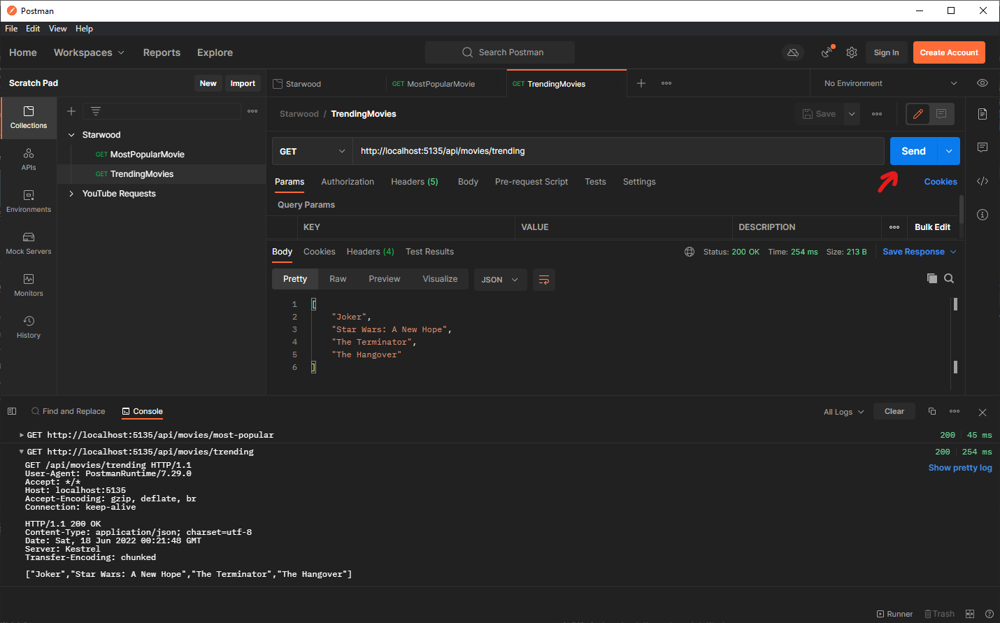 Postman
File Edit View Help
Home Workspaces Reports Explore
Search Postman
Sign In Create Account
Scratch Pad New Import
Starwood GET MostPopularMovie GET TrendingMovies
No Environment
Collections
APIs
Environments
Mock Servers
Monitors
History
Starwood
GET MostPopularMovie
GET TrendingMovies
YouTube Requests
Starwood / TrendingMovies
Save
GET http://localhost:5135/api/movies/trending Send
Params Authorization Headers (5) Body Pre-request Script Tests Settings Cookies
Query Params
KEY VALUE DESCRIPTION Bulk Edit
Body Cookies Headers (4) Test Results Status: 200 OK Time: 254 ms Size: 213 B Save Response
Pretty Raw Preview Visualize JSON
1 [
2 "Joker",
3 "Star Wars: A New Hope",
4 "The Terminator",
5 "The Hangover"
6 ]
Find and Replace Console All Logs Clear
GET http://localhost:5135/api/movies/most-popular 200 45 ms
GET http://localhost:5135/api/movies/trending 200 254 ms
Show pretty log
GET /api/movies/trending HTTP/1.1
User-Agent: PostmanRuntime/7.29.0
Accept: */*
Host: localhost:5135
Accept-Encoding: gzip, deflate, br
Connection: keep-alive
HTTP/1.1 200 OK
Content-Type: application/json; charset=utf-8
Date: Sat, 18 Jun 2022 00:21:48 GMT
Server: Kestrel
Transfer-Encoding: chunked
["Joker","Star Wars: A New Hope","The Terminator","The Hangover"]
Runner Trash